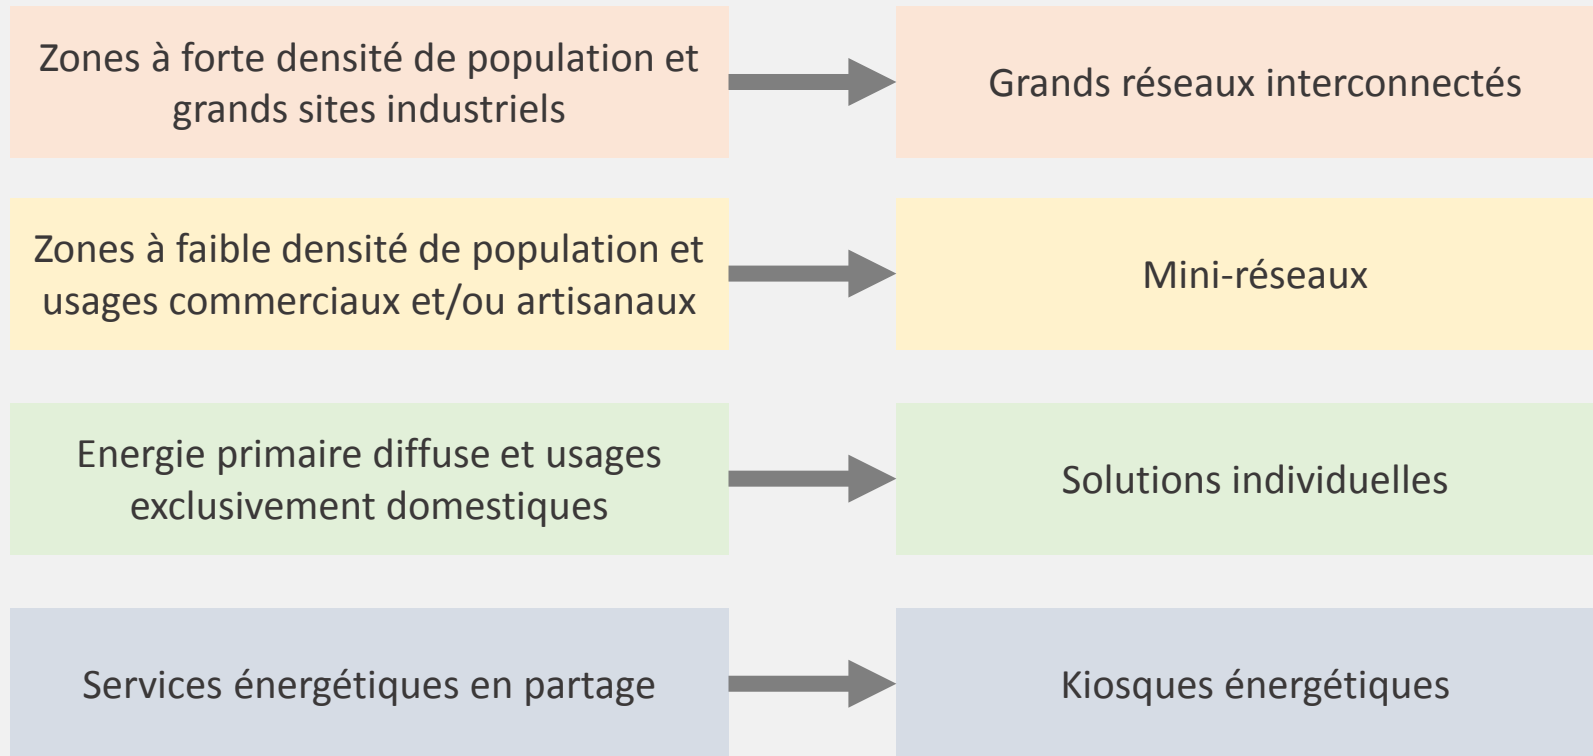 Zones à forte densité de population et
grands sites industriels
Grands réseaux interconnectés
Zones à faible densité de population et
usages commerciaux et/ou artisanaux
Mini-réseaux
Energie primaire diffuse et usages
exclusivement domestiques
Solutions individuelles
Services énergétiques en partage
Kiosques énergétiques